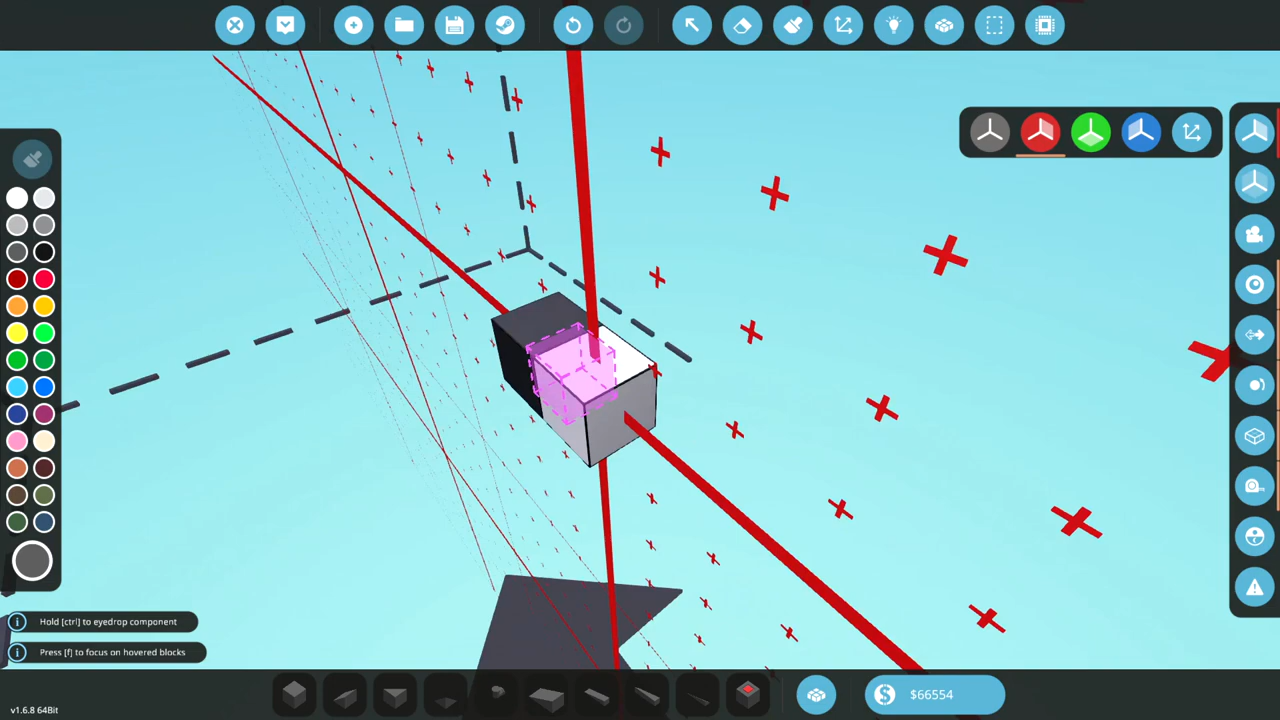 Hold [ctrl] to eyedrop component
Press [f] to focus on hovered blocks
$66554
v1.6.8 64Bit